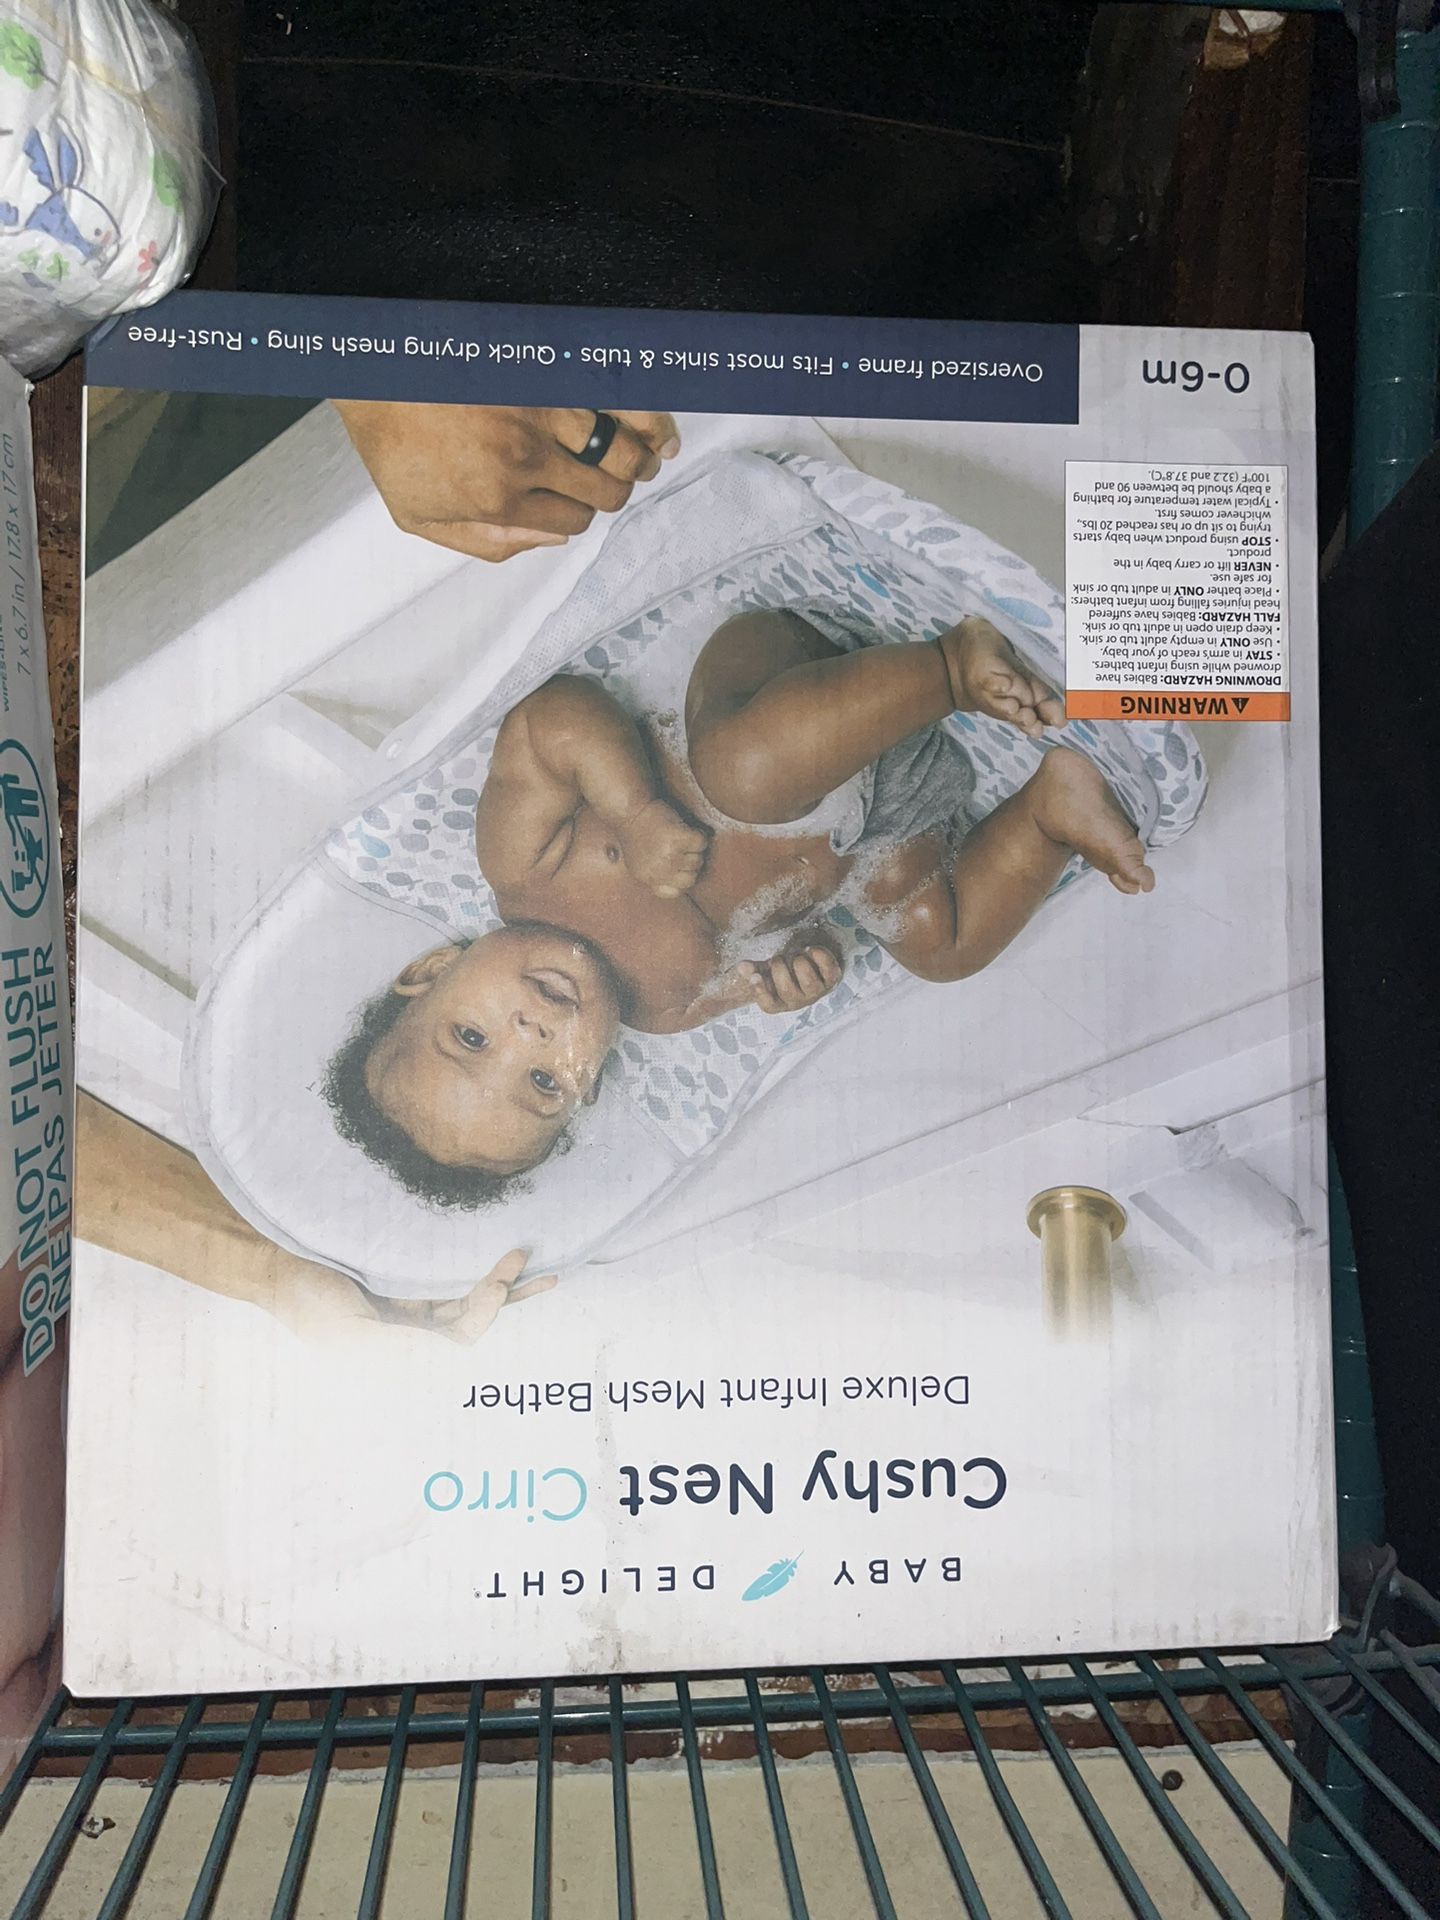 BABY DELIGHT®
Cushy Nest Cirro
Deluxe Infant Mesh Bather
⚠WARNING
DROWNING HAZARD: Babies have
drowned while using infant bathers.
• STAY in arm's reach of your baby.
• Use ONLY in empty adult tub or sink.
• Keep drain open in adult tub or sink.
FALL HAZARD: Babies have suffered
head injuries falling from infant bathers:
• Place bather ONLY in adult tub or sink
for safe use.
• NEVER lift or carry baby in the
product.
• STOP using product when baby starts
trying to sit up or has reached 20 lbs.,
whichever comes first.
• Typical water temperature for bathing
a baby should be between 90 and
100°F (32.2 and 37.8°C).
0-6m
Oversized frame • Fits most sinks & tubs • Quick drying mesh sling • Rust-free
7 x 6.7 in / 17.8 x 17 cm
DO NOT FLUSH
NE PAS JETER